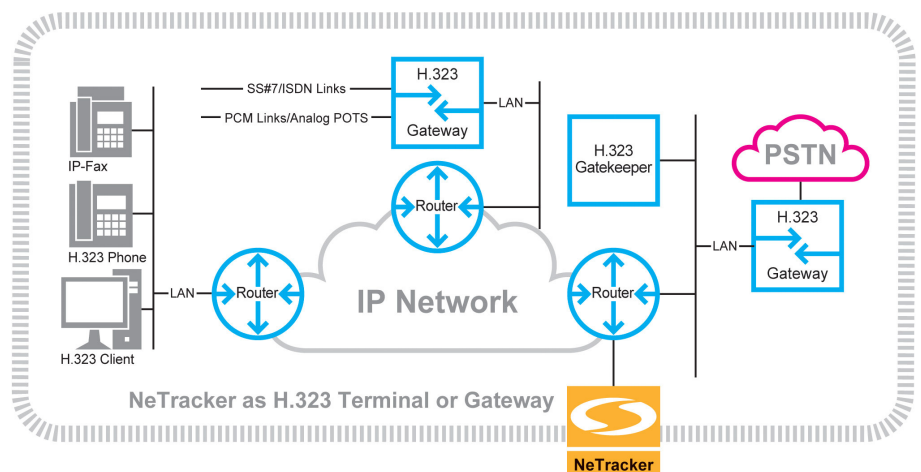 H.323
SS#7/ISDN Links
LAN
PCM Links/Analog POTS
Gateway
IP-Fax
H.323
Gatekeeper
PSTN
Router
H.323 Phone
H.323
LAN
Gateway
LAN
Router
IP Network
Router
H.323 Client
NeTracker as H.323 Terminal or Gateway
NeTracker